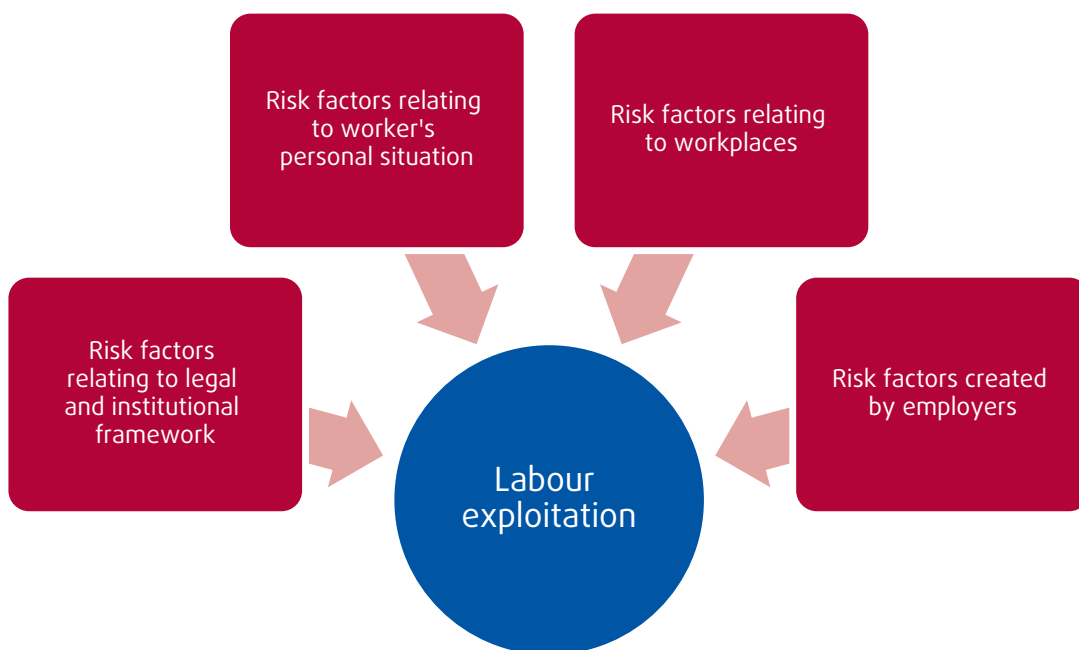 Risk factors relating
to worker's
personal situation
Risk factors relating
to workplaces
Risk factors
relating to legal
and institutional
framework
Risk factors created
by employers
Labour
exploitation